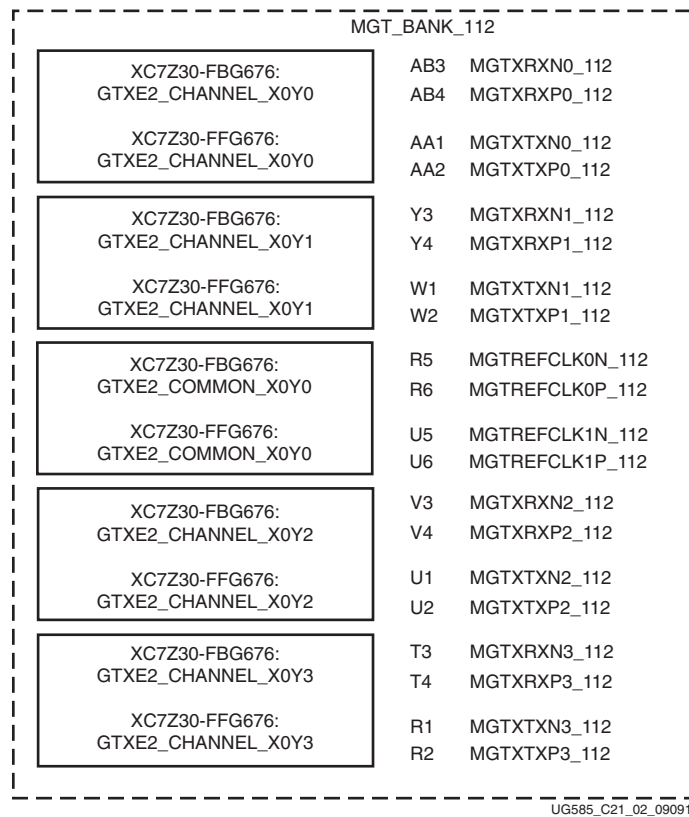 MGT_BANK_112
XC7Z30-FBG676:
GTXE2_CHANNEL_X0Y0
XC7Z30-FFG676:
GTXE2_CHANNEL_X0Y0
AB3 MGTXRXN0_112
AB4 MGTXRXP0_112
AA1 MGTXTXN0_112
AA2 MGTXTXP0_112
XC7Z30-FBG676:
GTXE2_CHANNEL_X0Y1
XC7Z30-FFG676:
GTXE2_CHANNEL_X0Y1
Y3 MGTXRXN1_112
Y4 MGTXRXP1_112
W1 MGTXTXN1_112
W2 MGTXTXP1_112
XC7Z30-FBG676:
GTXE2_COMMON_X0Y0
XC7Z30-FFG676:
GTXE2_COMMON_X0Y0
R5 MGTREFCLK0N_112
R6 MGTREFCLK0P_112
U5 MGTREFCLK1N_112
U6 MGTREFCLK1P_112
XC7Z30-FBG676:
GTXE2_CHANNEL_X0Y2
XC7Z30-FFG676:
GTXE2_CHANNEL_X0Y2
V3 MGTXRXN2_112
V4 MGTXRXP2_112
U1 MGTXTXN2_112
U2 MGTXTXP2_112
XC7Z30-FBG676:
GTXE2_CHANNEL_X0Y3
XC7Z30-FFG676:
GTXE2_CHANNEL_X0Y3
T3 MGTXRXN3_112
T4 MGTXRXP3_112
R1 MGTXTXN3_112
R2 MGTXTXP3_112
UG585_C21_02_09091